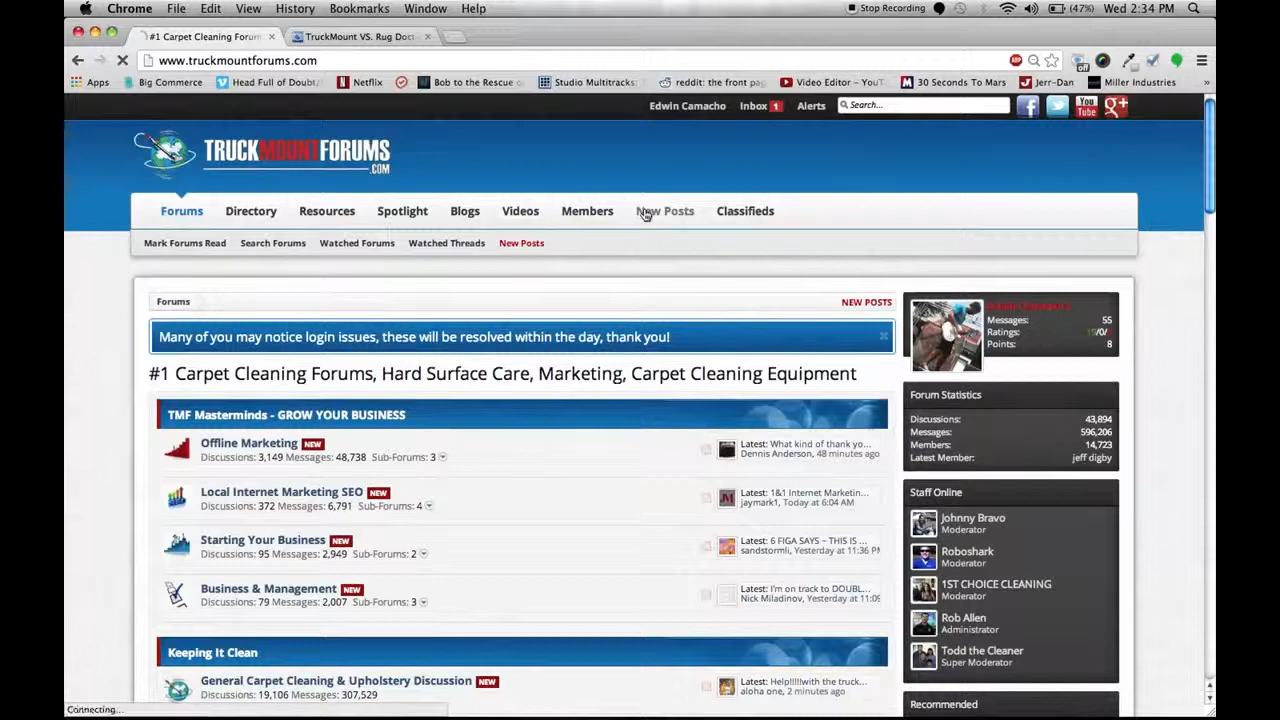 Chrome File Edit View History Bookmarks Window Help Stop Recording (47%) Wed 2:34 PM
#1 Carpet Cleaning Forum TruckMount VS. Rug Doct
www.truckmountforums.com
Apps Big Commerce Head Full of Doubt/ Netflix Bob to the Rescue Studio Multitracks: reddit: the front pag Video Editor – YouT 30 Seconds To Mars Jerr-Dan Miller Industries »
Edwin Camacho Inbox 1 Alerts Search...
TRUCKMOUNTFORUMS
.COM
Forums Directory Resources Spotlight Blogs Videos Members New Posts Classifieds
Mark Forums Read Search Forums Watched Forums Watched Threads New Posts
Forums NEW POSTS
Many of you may notice login issues, these will be resolved within the day, thank you!
#1 Carpet Cleaning Forums, Hard Surface Care, Marketing, Carpet Cleaning Equipment
TMF Masterminds - GROW YOUR BUSINESS
Offline Marketing NEW
Discussions: 3,149 Messages: 48,738 Sub-Forums: 3
Latest: What kind of thank yo...
Dennis Anderson, 48 minutes ago
Local Internet Marketing SEO NEW
Discussions: 372 Messages: 6,791 Sub-Forums: 4
Latest: 1&1 Internet Marketin...
jaymark1, Today at 6:04 AM
Starting Your Business NEW
Discussions: 95 Messages: 2,949 Sub-Forums: 2
Latest: 6 FIGA SAYS ~ THIS IS ...
sandstormli, Yesterday at 11:36 PM
Business & Management NEW
Discussions: 79 Messages: 2,007 Sub-Forums: 3
Latest: I'm on track to DOUBL...
Nick Miladinov, Yesterday at 11:09
Keeping It Clean
General Carpet Cleaning & Upholstery Discussion NEW
Discussions: 19,106 Messages: 307,529
Latest: Help!!!!with the truck...
aloha one, 2 minutes ago
Messages: 55
Ratings: /0/
Points: 8
Forum Statistics
Discussions: 43,894
Messages: 596,206
Members: 14,723
Latest Member: jeff digby
Staff Online
Johnny Bravo
Moderator
Roboshark
Moderator
1ST CHOICE CLEANING
Moderator
Rob Allen
Administrator
Todd the Cleaner
Super Moderator
Recommended
Connecting...